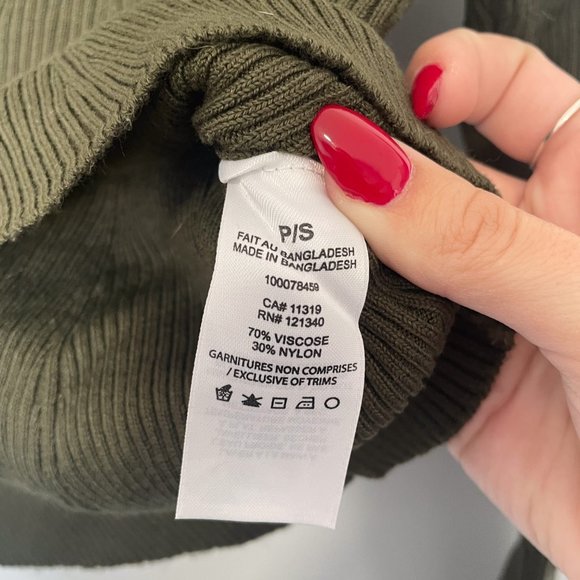 P/S
FAIT AU BANGLADESH
MADE IN BANGLADESH
100078459
CA# 11319
RN# 121340
70% VISCOSE
30% NYLON
GARNITURES NON COMPRISES
/ EXCLUSIVE OF TRIMS